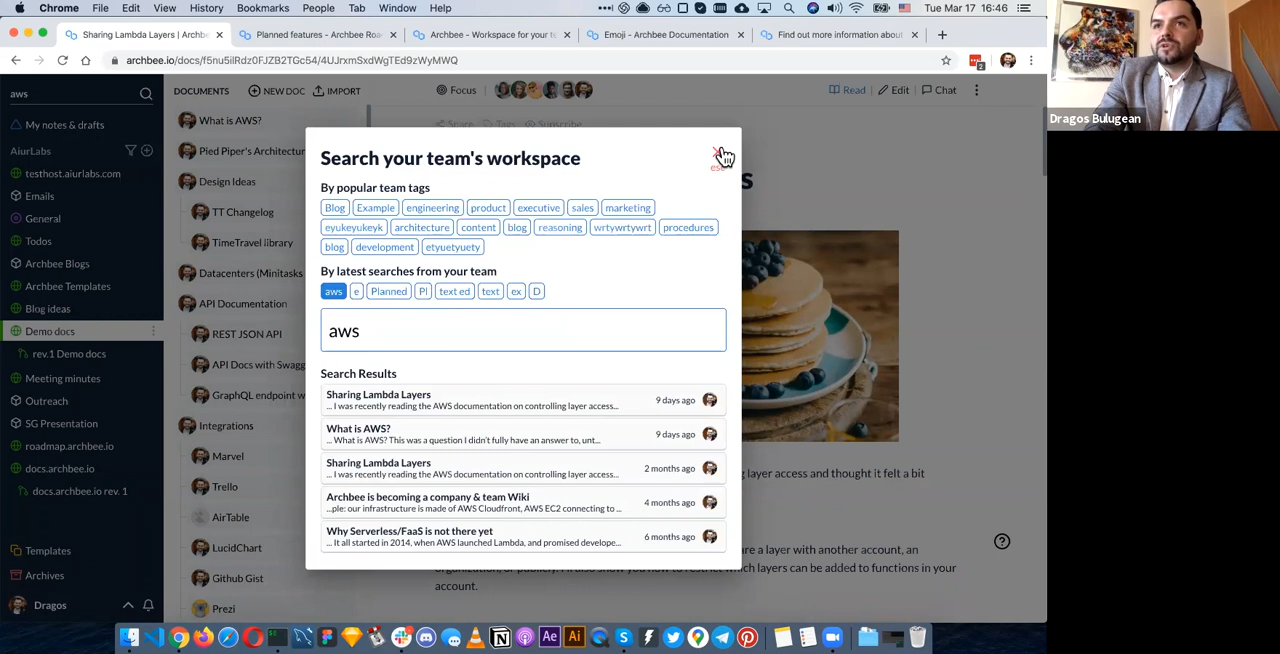 Chrome File Edit View History Bookmarks People Tab Window Help
Tue Mar 17 16:46
Sharing Lambda Layers | Archbe
Planned features - Archbee Roa
Archbee - Workspace for your te
Emoji - Archbee Documentation
Find out more information about
archbee.io/docs/f5nu5ilRdz0FJZB2TGc54/4UJrxmSxdWgTEd9zWyMWQ
2
Dragos Bulugean
aws
My notes & drafts
AiurLabs
testhost.aiurlabs.com
Emails
General
Todos
Archbee Blogs
Archbee Templates
Blog ideas
Demo docs
rev.1 Demo docs
Meeting minutes
Outreach
SG Presentation
roadmap.archbee.io
docs.archbee.io
docs.archbee.io rev. 1
Templates
Archives
Dragos
DOCUMENTS
NEW DOC
IMPORT
What is AWS?
Pied Piper's Architectur
Design Ideas
TT Changelog
TimeTravel library
Datacenters (Minitasks
API Documentation
REST JSON API
API Docs with Swagg
GraphQL endpoint w
Integrations
Marvel
Trello
AirTable
LucidChart
Github Gist
Prezi
Focus
Read
Edit
Chat
Share
Tags
Subscribe
Search your team's workspace
esc
By popular team tags
Blog Example engineering product executive sales marketing
eyukeyukeyk architecture content blog reasoning wrtywrtywrt procedures
blog development etyuetyuety
By latest searches from your team
aws e Planned Pl text ed text ex D
aws
Search Results
Sharing Lambda Layers
... I was recently reading the AWS documentation on controlling layer access...
9 days ago
What is AWS?
... What is AWS? This was a question I didn't fully have an answer to, unt...
9 days ago
Sharing Lambda Layers
... I was recently reading the AWS documentation on controlling layer access...
2 months ago
Archbee is becoming a company & team Wiki
...ple: our infrastructure is made of AWS Cloudfront, AWS EC2 connecting to ...
4 months ago
Why Serverless/FaaS is not there yet
... It all started in 2014, when AWS launched Lambda, and promised develope...
6 months ago
s
g layer access and thought it felt a bit
are a layer with another account, an
which layers can be added to functions in your
account.
Ae
Ai